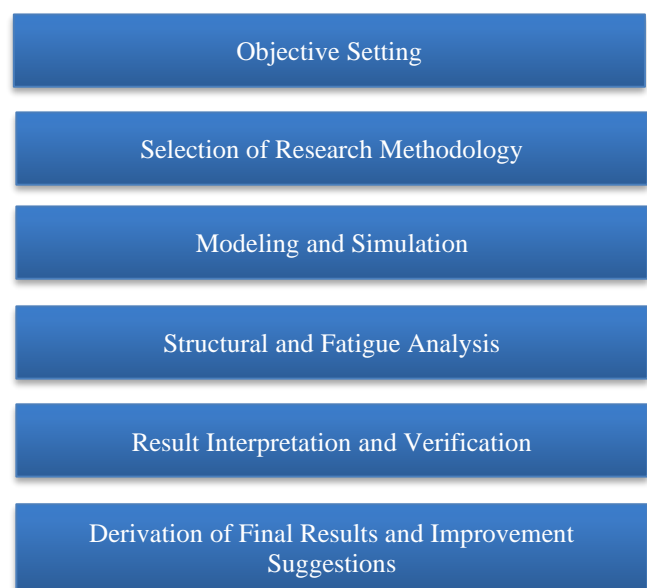 Objective Setting
Selection of Research Methodology
Modeling and Simulation
Structural and Fatigue Analysis
Result Interpretation and Verification
Derivation of Final Results and Improvement
Suggestions